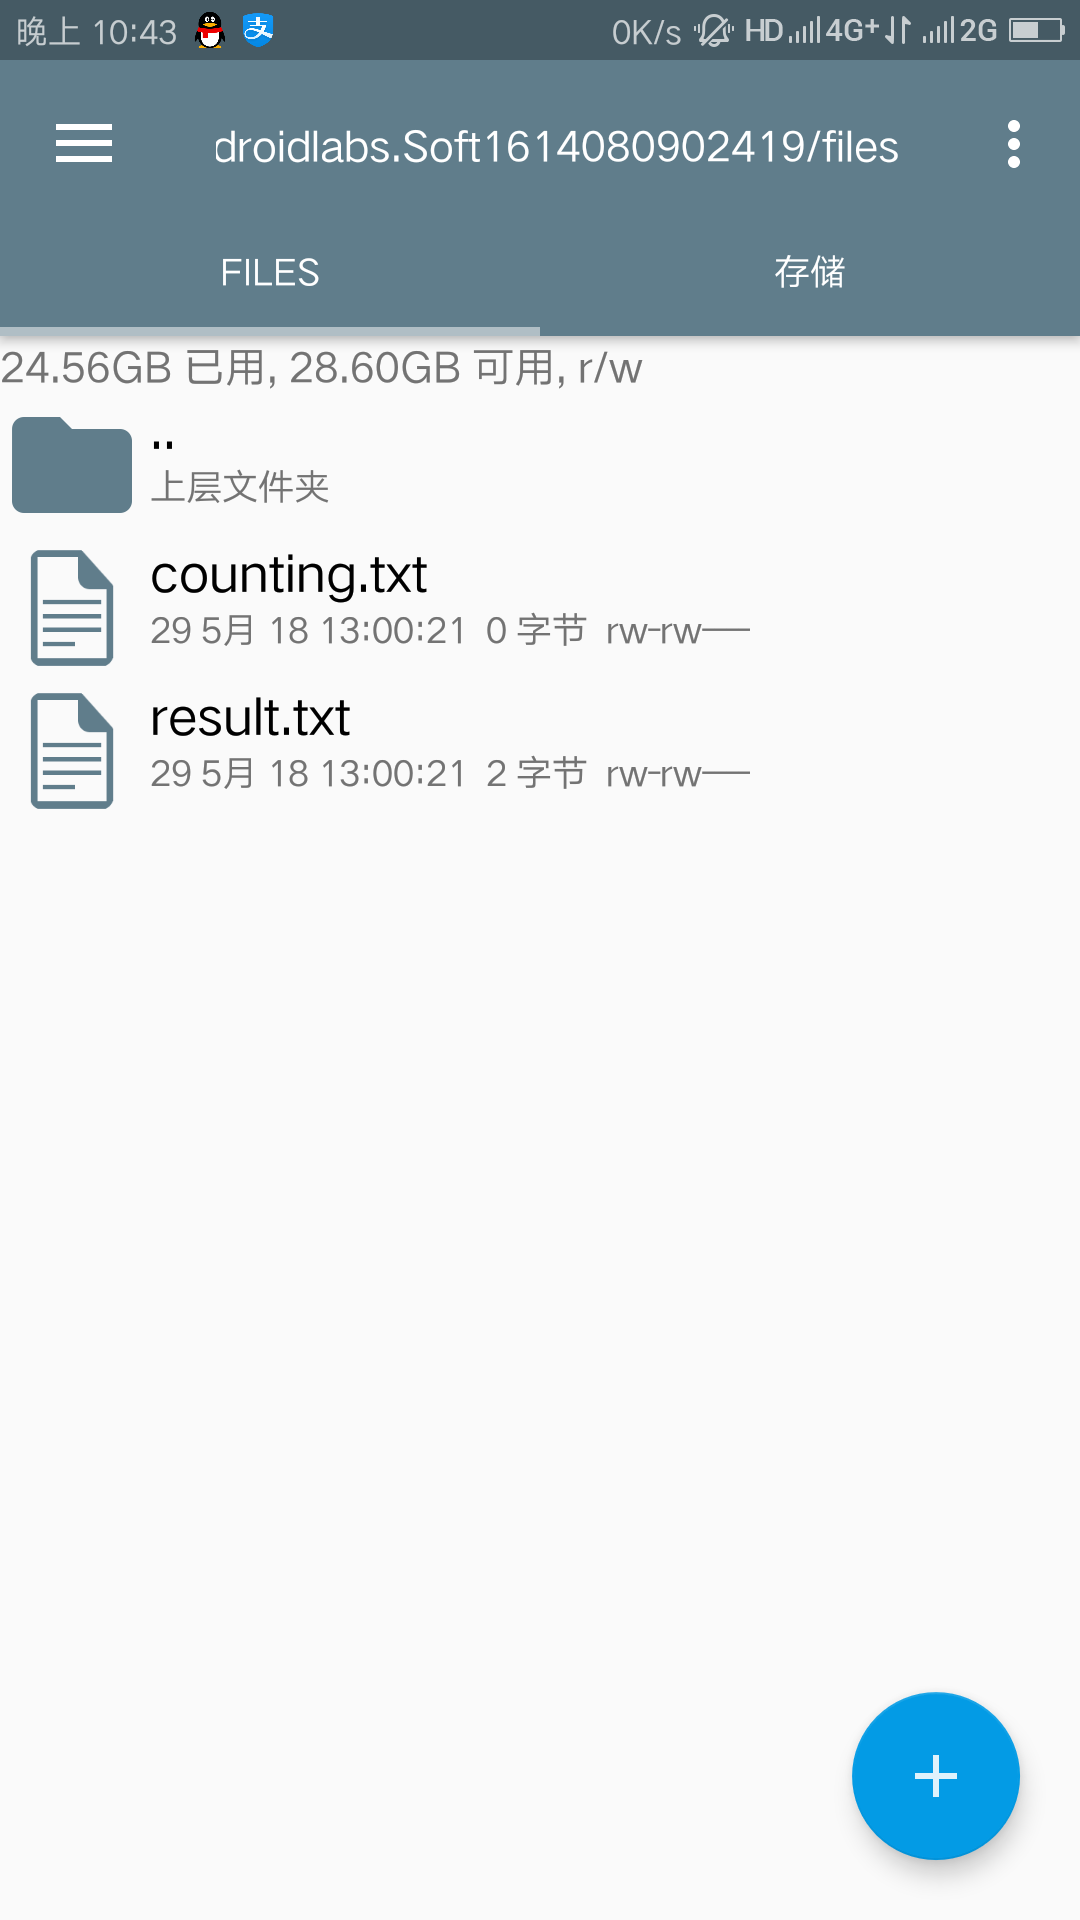 晚上 10:43 0K/s HD 4G+ 2G
droidlabs.Soft1614080902419/files
FILES 存储
24.56GB 已用, 28.60GB 可用, r/w
..
上层文件夹
counting.txt
29 5月 18 13:00:21 0 字节 rw-rw----
result.txt
29 5月 18 13:00:21 2 字节 rw-rw----